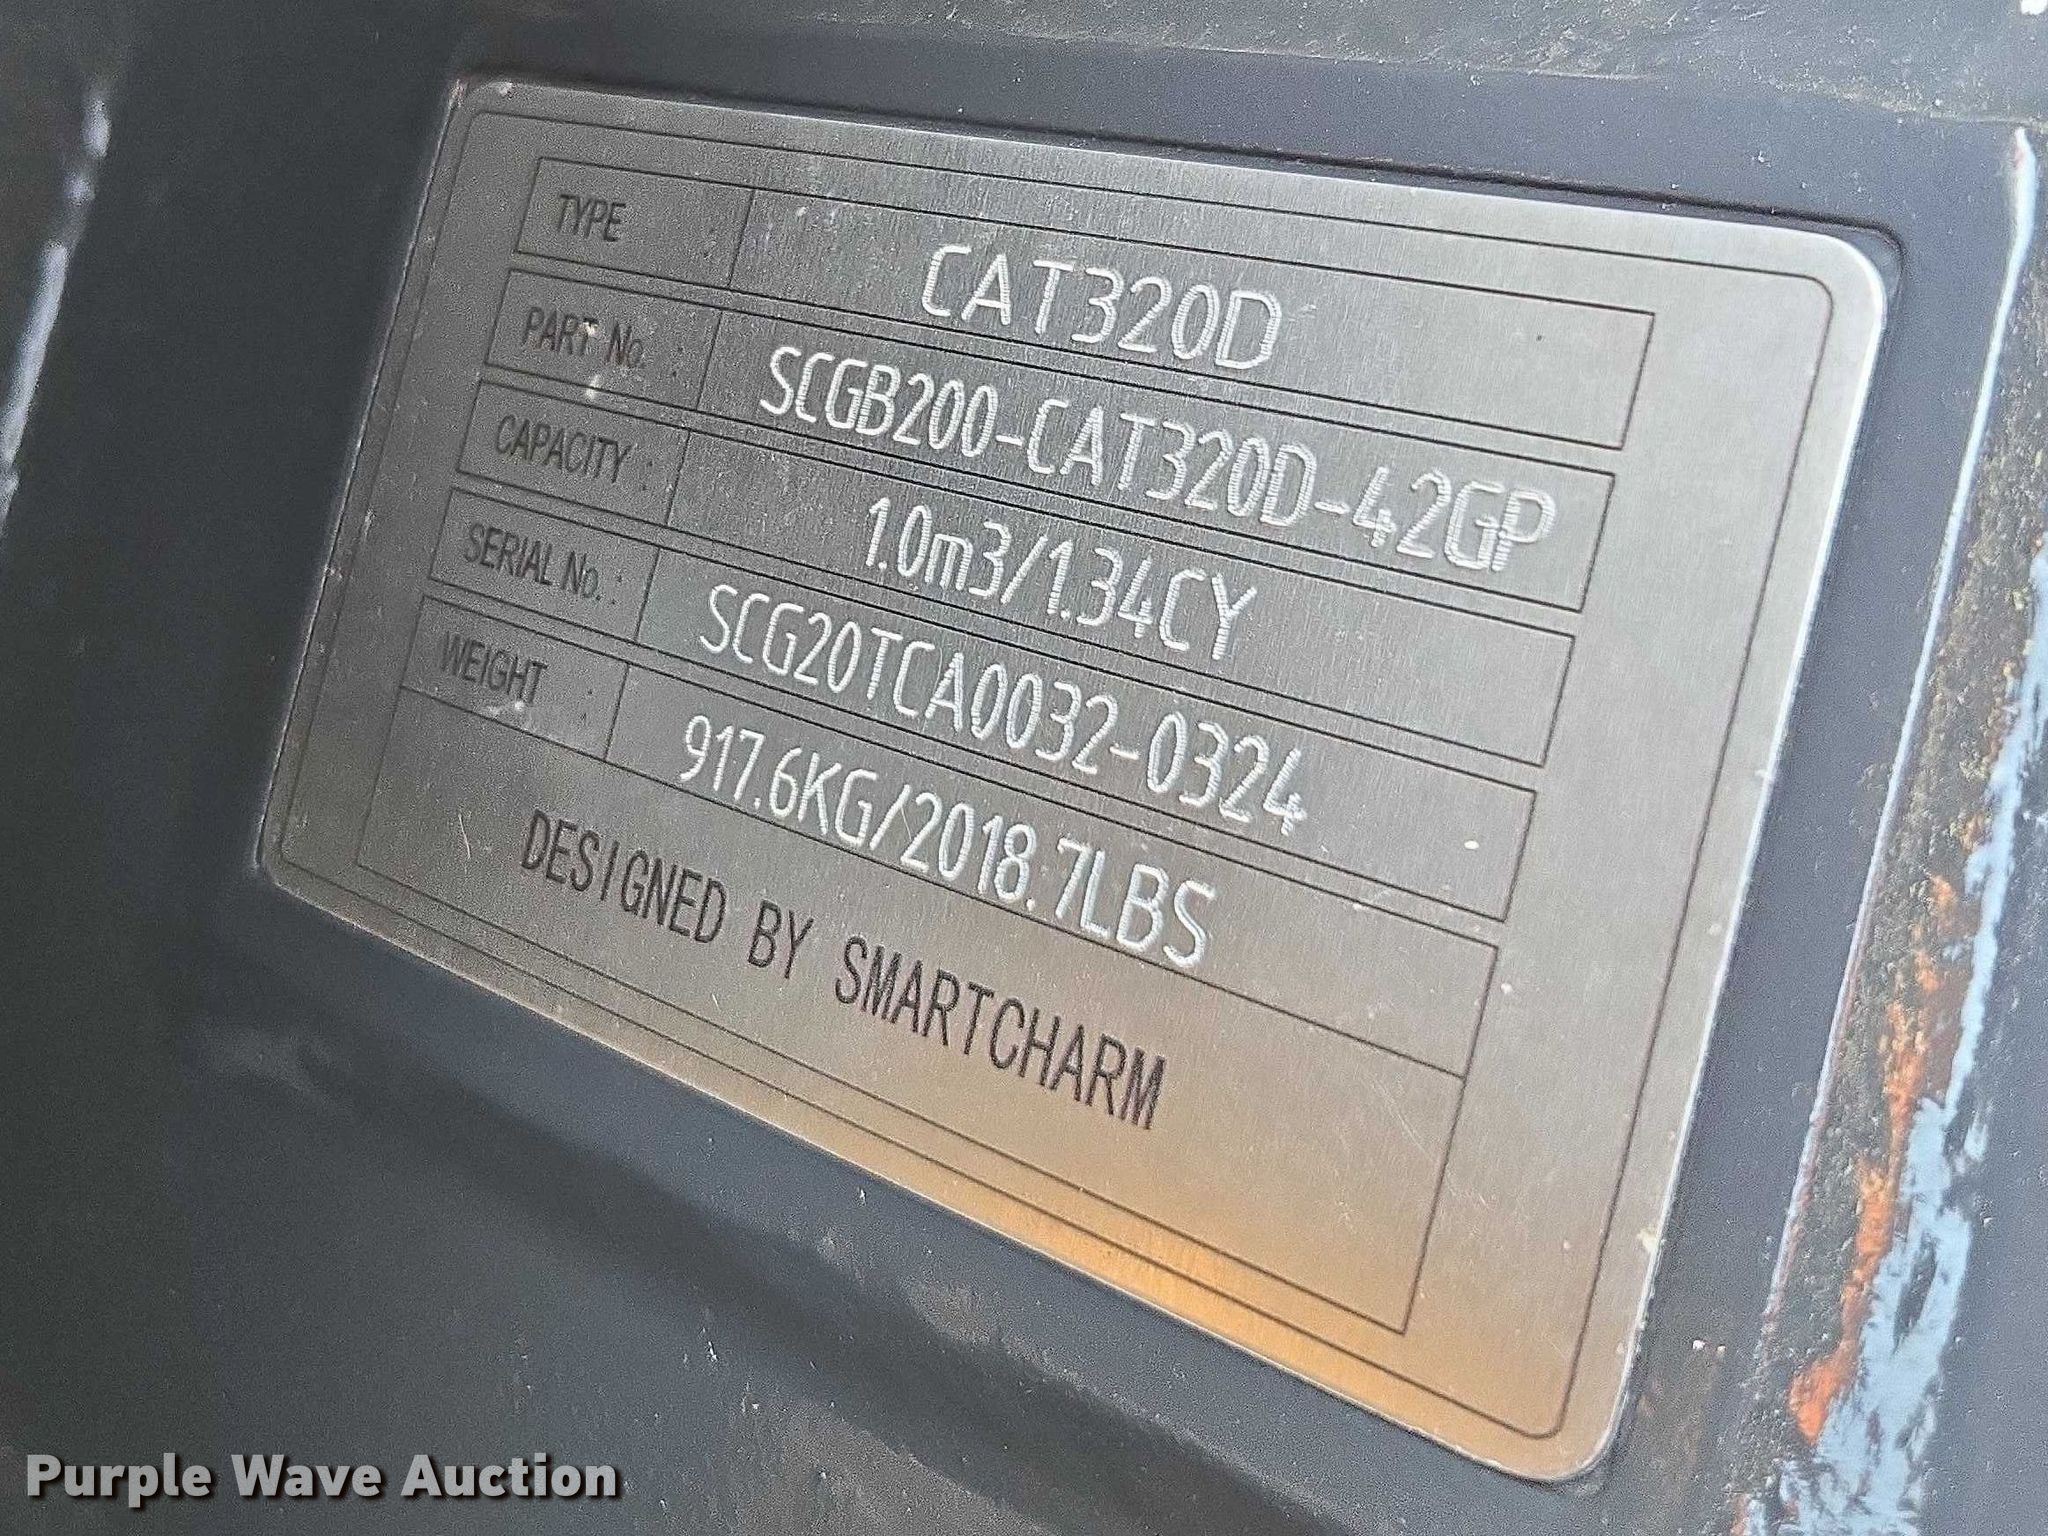 TYPE CAT320D
PART No. : SCGB200-CAT320D-42GP
CAPACITY : 1.0m3/1.34CY
SERIAL No. : SCG20TCA0032-0324
WEIGHT : 917.6KG/2018.7LBS
DESIGNED BY SMARTCHARM
Purple Wave Auction